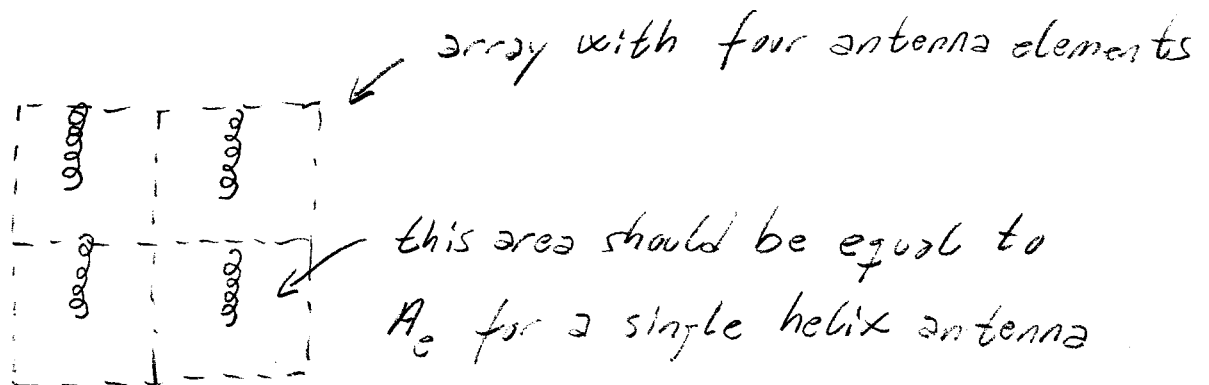 array with four antenna elements
this area should be equal to
Ae for a single helix antenna